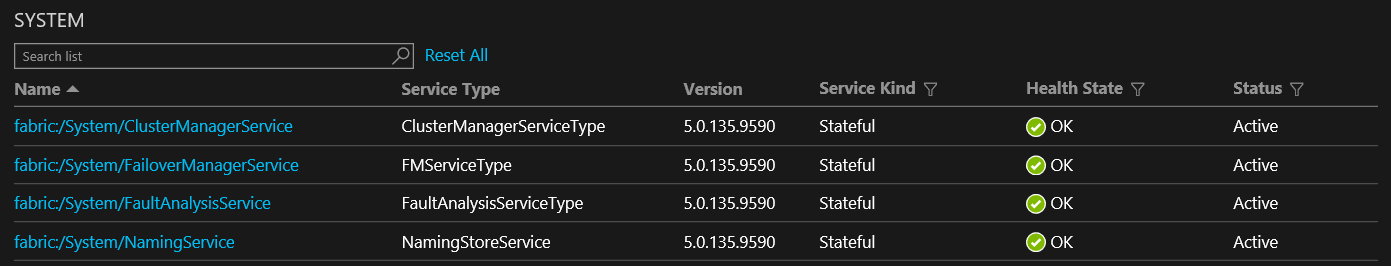 SYSTEM
Search list Reset All
Name Service Type Version Service Kind Health State Status
fabric:/System/ClusterManagerService ClusterManagerServiceType 5.0.135.9590 Stateful OK Active
fabric:/System/FailoverManagerService FMServiceType 5.0.135.9590 Stateful OK Active
fabric:/System/FaultAnalysisService FaultAnalysisServiceType 5.0.135.9590 Stateful OK Active
fabric:/System/NamingService NamingStoreService 5.0.135.9590 Stateful OK Active